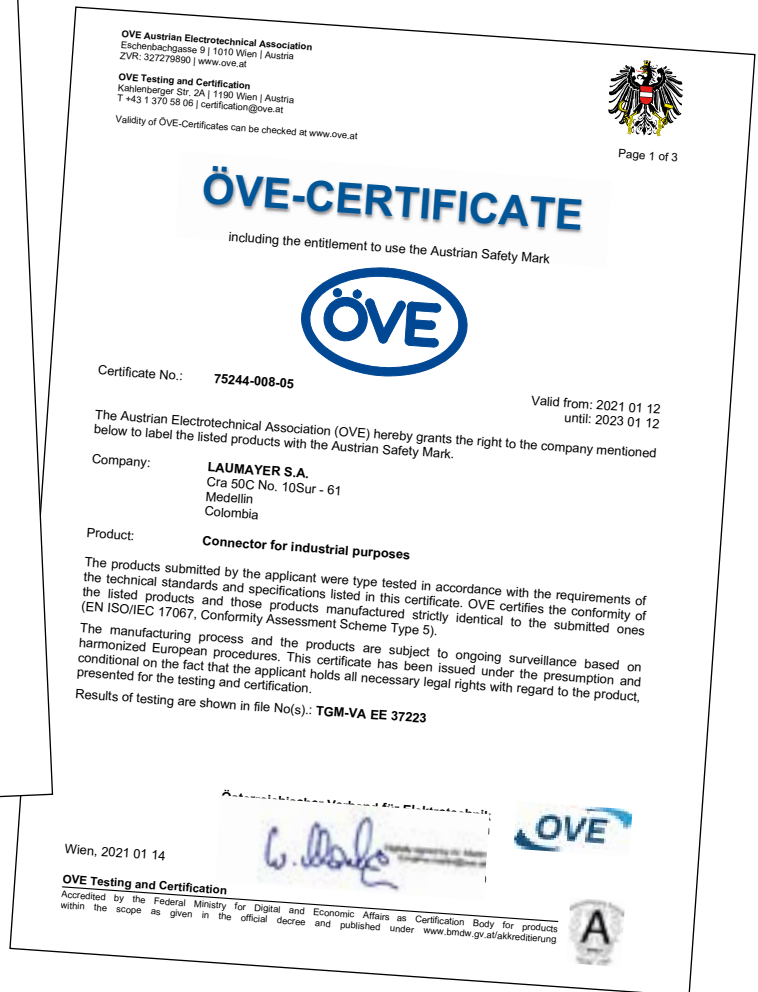 OVE Austrian Electrotechnical Association
Eschenbachgasse 9 | 1010 Wien | Austria
ZVR: 327279890 | www.ove.at
OVE Testing and Certification
Kahlenberger Str. 2A | 1190 Wien | Austria
T +43 1 370 58 06 | certification@ove.at
Validity of ÖVE-Certificates can be checked at www.ove.at
Page 1 of 3
ÖVE-CERTIFICATE
including the entitlement to use the Austrian Safety Mark
ÖVE
Certificate No.: 75244-008-05
Valid from: 2021 01 12
until: 2023 01 12
The Austrian Electrotechnical Association (OVE) hereby grants the right to the company mentioned
below to label the listed products with the Austrian Safety Mark.
Company: LAUMAYER S.A.
Cra 50C No. 10Sur - 61
Medellin
Colombia
Product: Connector for industrial purposes
The products submitted by the applicant were type tested in accordance with the requirements of
the technical standards and specifications listed in this certificate. OVE certifies the conformity of
the listed products and those products manufactured strictly identical to the submitted ones
(EN ISO/IEC 17067, Conformity Assessment Scheme Type 5).
The manufacturing process and the products are subject to ongoing surveillance based on
harmonized European procedures. This certificate has been issued under the presumption and
conditional on the fact that the applicant holds all necessary legal rights with regard to the product,
presented for the testing and certification.
Results of testing are shown in file No(s).: TGM-VA EE 37223
Österreichischer Verband für Elektrotechnik
OVE
Wien, 2021 01 14
OVE Testing and Certification
Accredited by the Federal Ministry for Digital and Economic Affairs as Certification Body for products
within the scope as given in the official decree and published under www.bmdw.gv.at/akkreditierung
A